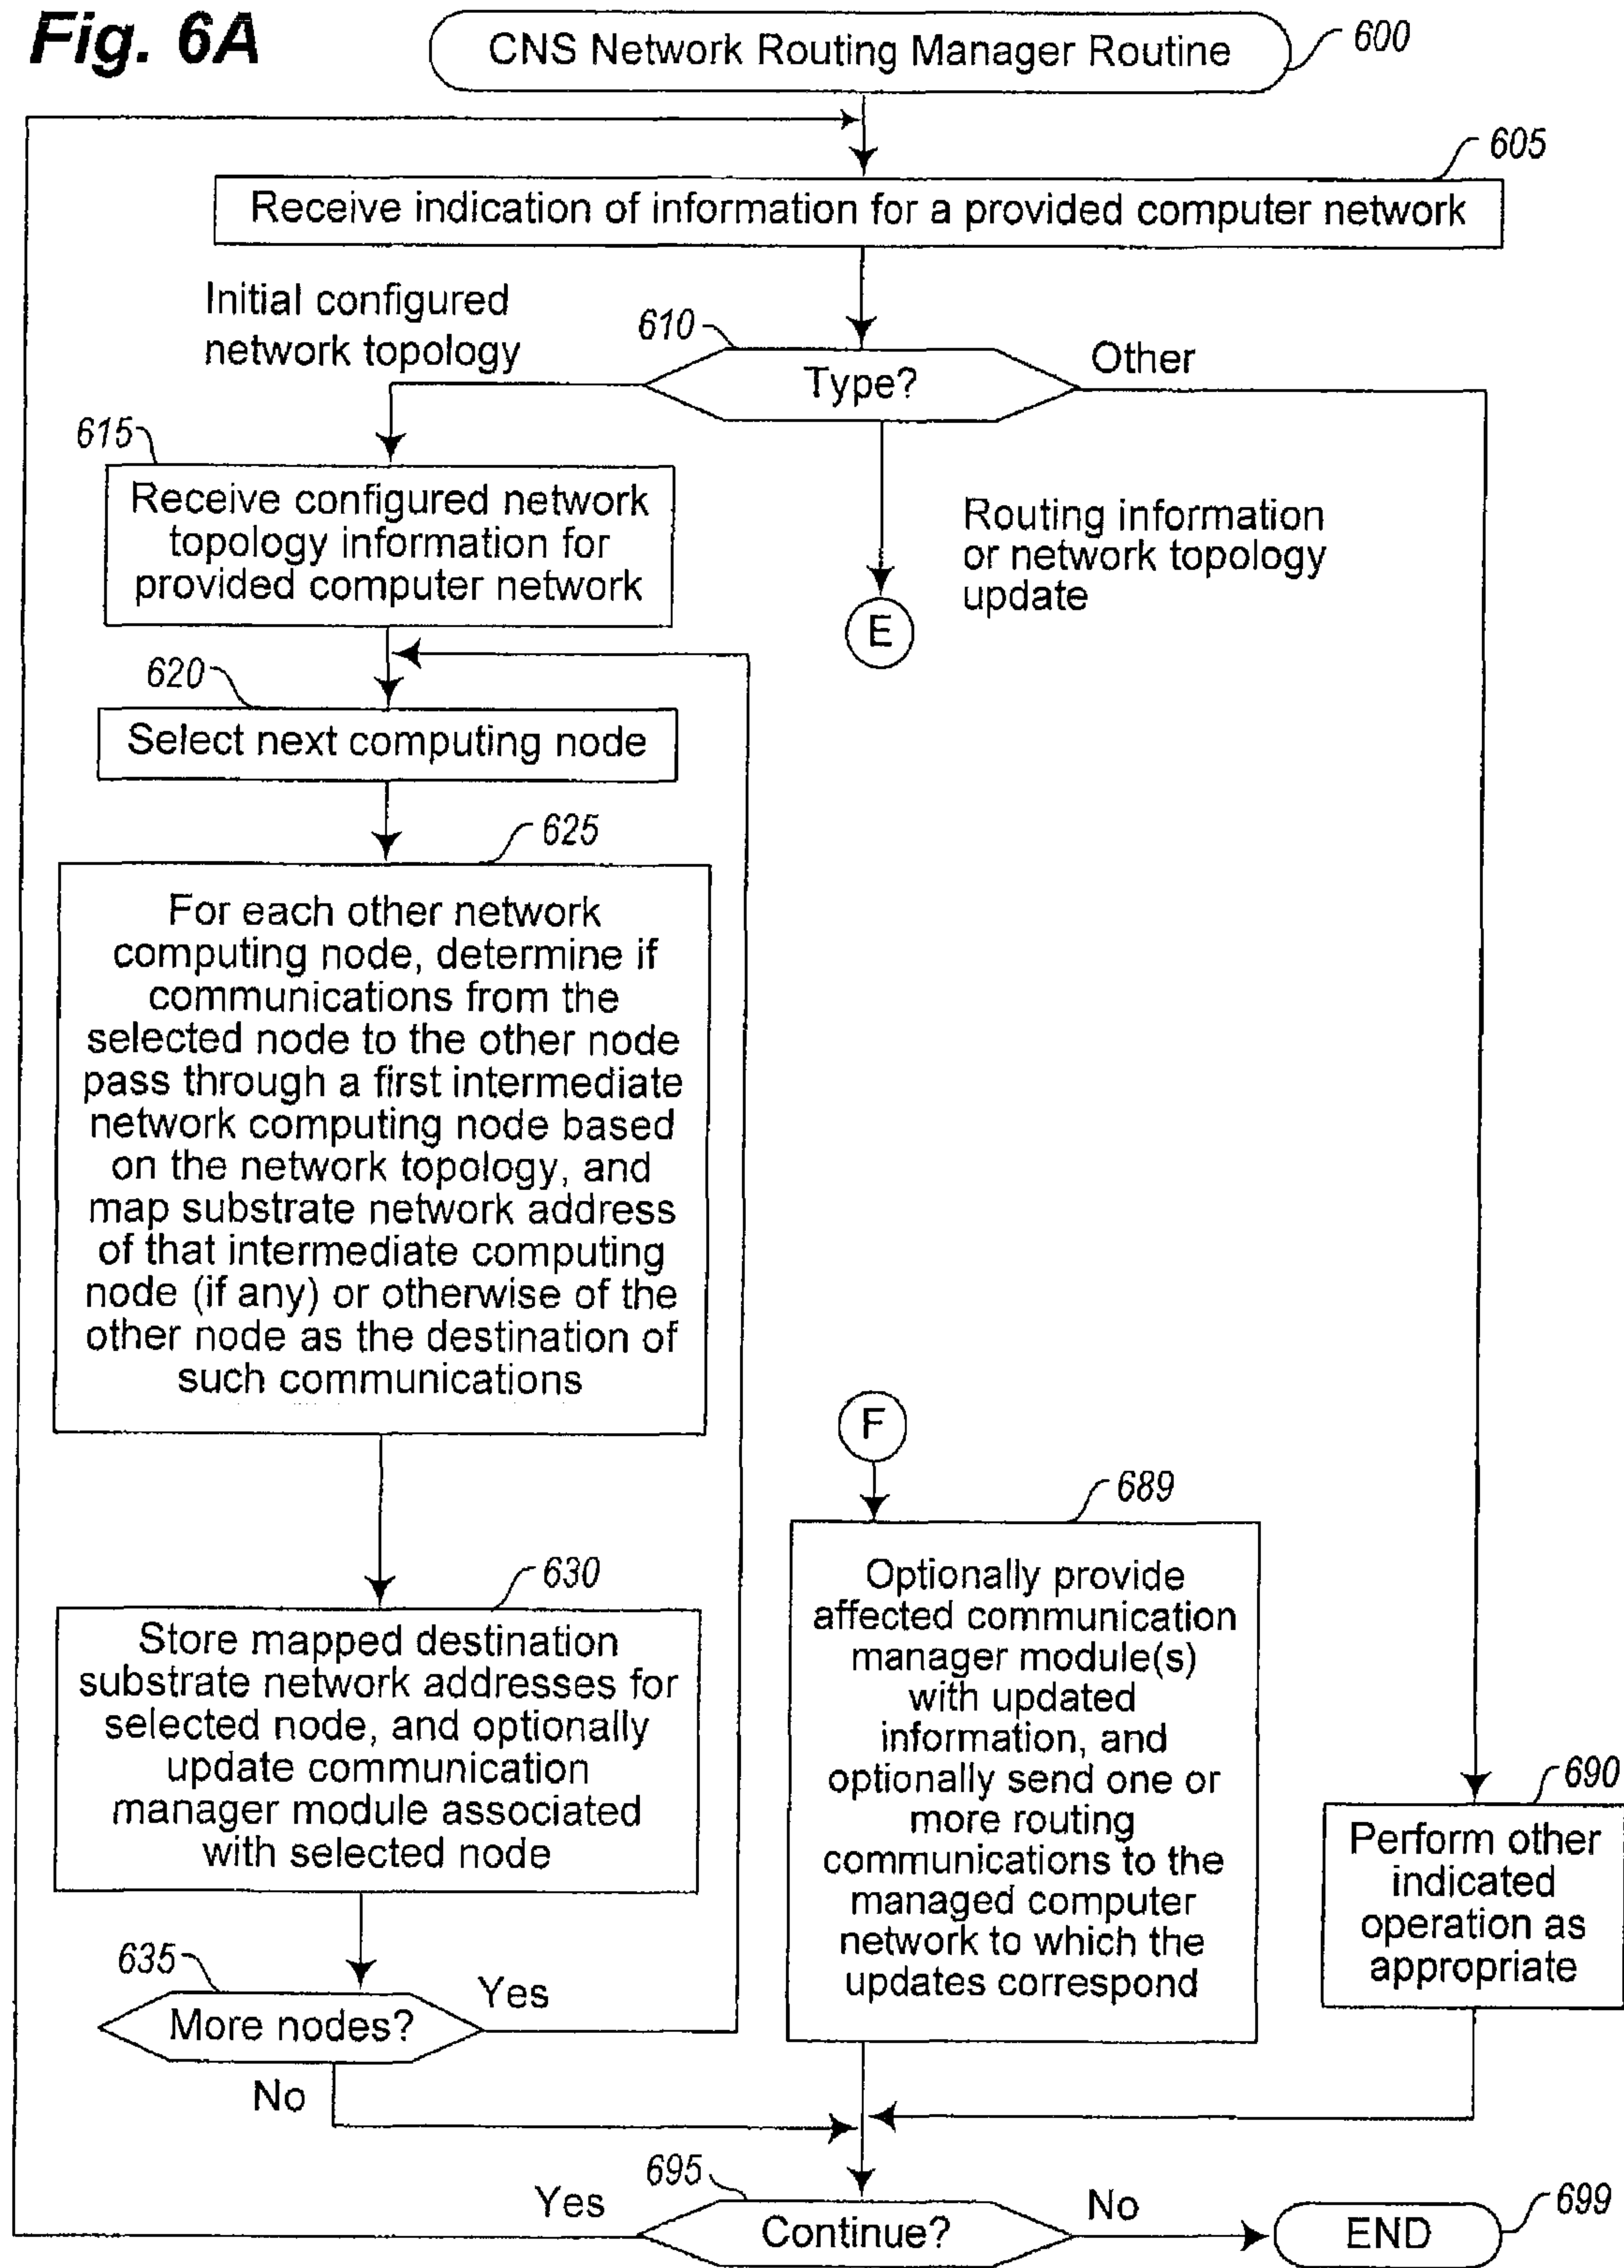 Fig. 6A
CNS Network Routing Manager Routine
600
605
Receive indication of information for a provided computer network
Initial configured
network topology
610
Type?
Other
615
Receive configured network
topology information for
provided computer network
Routing information
or network topology
update
E
620
Select next computing node
625
For each other network
computing node, determine if
communications from the
selected node to the other node
pass through a first intermediate
network computing node based
on the network topology, and
map substrate network address
of that intermediate computing
node (if any) or otherwise of the
other node as the destination of
such communications
F
689
Optionally provide
affected communication
manager module(s)
with updated
information, and
optionally send one or
more routing
communications to the
managed computer
network to which the
updates correspond
630
Store mapped destination
substrate network addresses for
selected node, and optionally
update communication
manager module associated
with selected node
690
Perform other
indicated
operation as
appropriate
635
More nodes?
Yes
No
695
Yes
Continue?
No
END
699